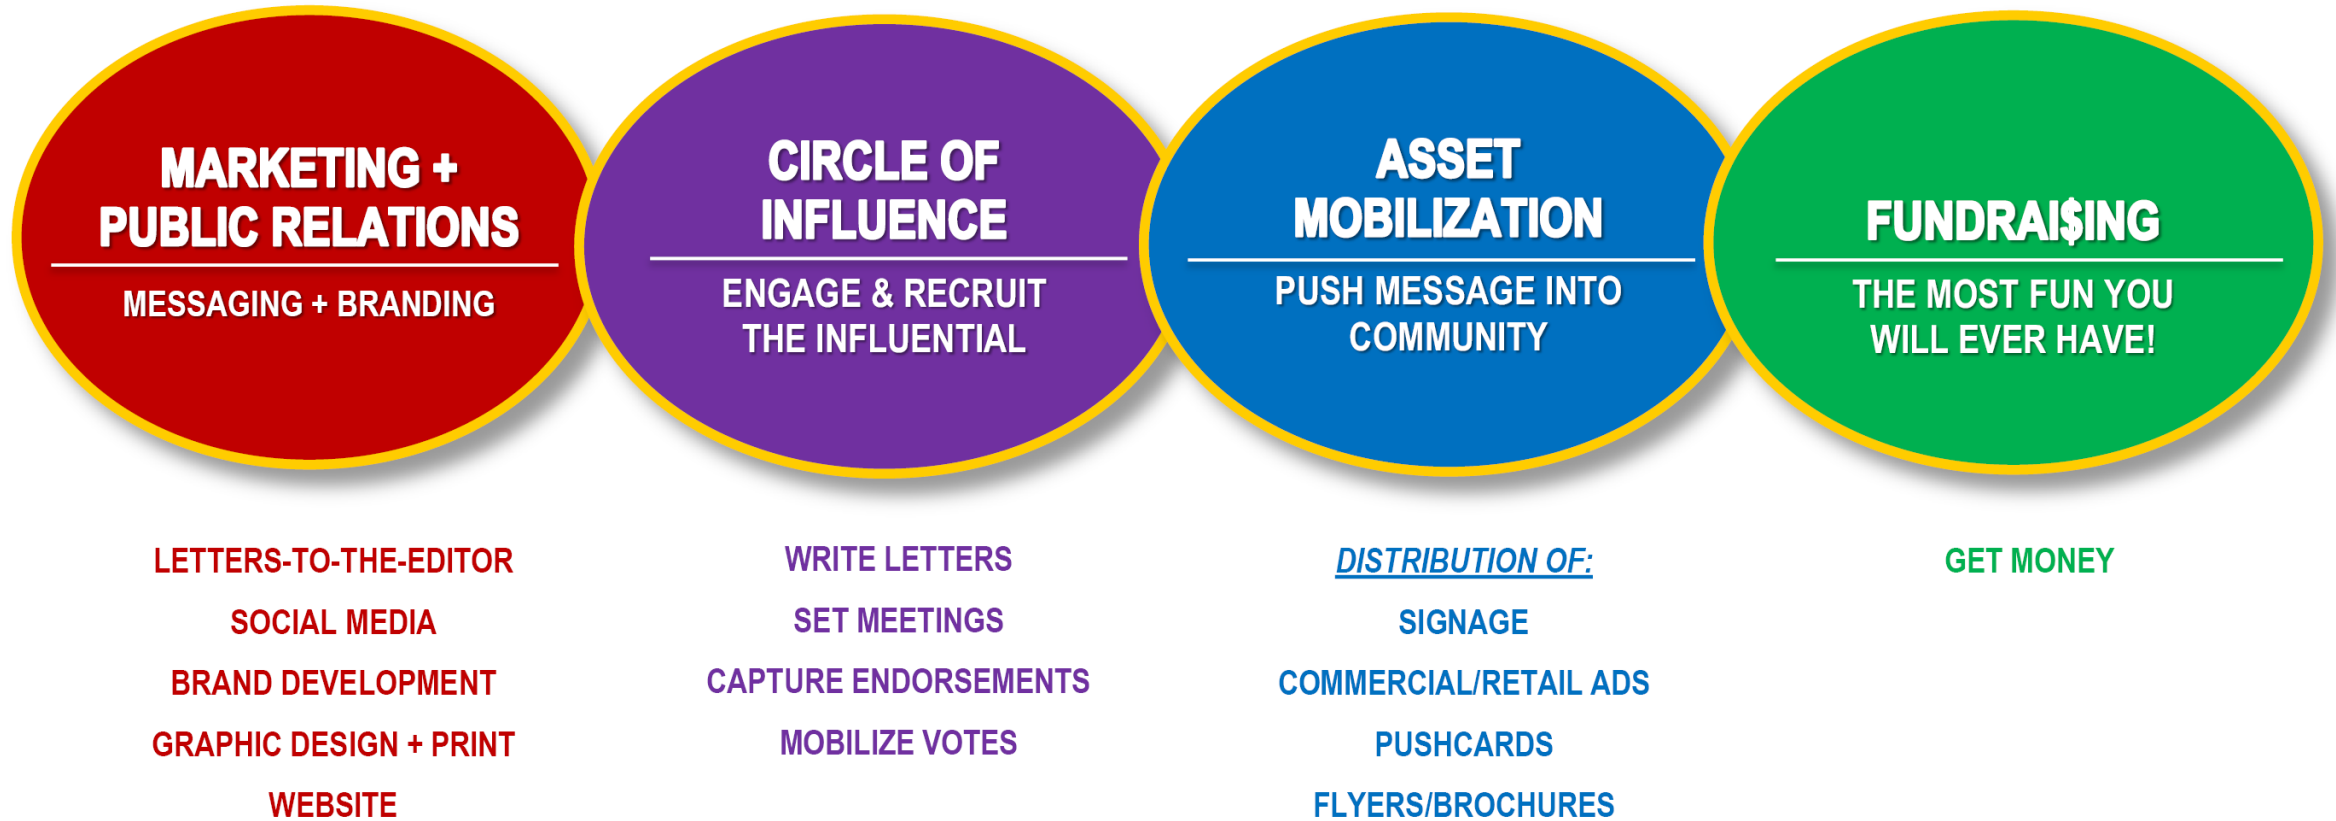 MARKETING +
PUBLIC RELATIONS
MESSAGING + BRANDING
LETTERS-TO-THE-EDITOR
SOCIAL MEDIA
BRAND DEVELOPMENT
GRAPHIC DESIGN + PRINT
WEBSITE
CIRCLE OF
INFLUENCE
ENGAGE & RECRUIT
THE INFLUENTIAL
WRITE LETTERS
SET MEETINGS
CAPTURE ENDORSEMENTS
MOBILIZE VOTES
ASSET
MOBILIZATION
PUSH MESSAGE INTO
COMMUNITY
DISTRIBUTION OF:
SIGNAGE
COMMERCIAL/RETAIL ADS
PUSHCARDS
FLYERS/BROCHURES
FUNDRAI$ING
THE MOST FUN YOU
WILL EVER HAVE!
GET MONEY